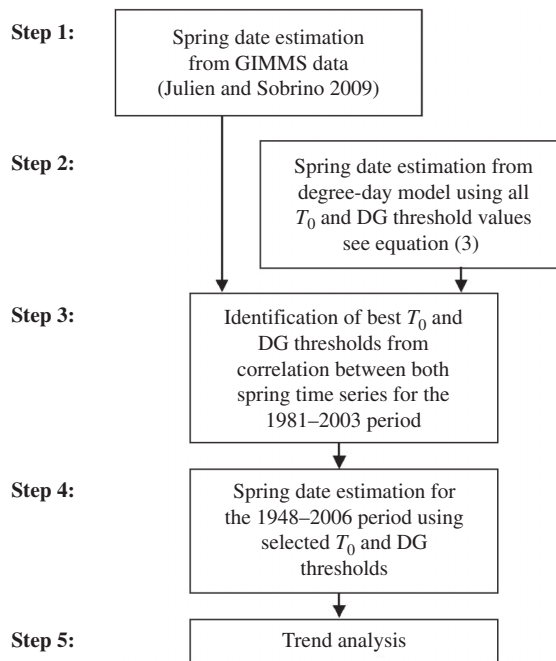 Step 1:
Spring date estimation
from GIMMS data
(Julien and Sobrino 2009)
Step 2:
Spring date estimation from
degree-day model using all
T₀ and DG threshold values
see equation (3)
Step 3:
Identification of best T₀ and
DG thresholds from
correlation between both
spring time series for the
1981–2003 period
Step 4:
Spring date estimation for
the 1948–2006 period using
selected T₀ and DG
thresholds
Step 5:
Trend analysis